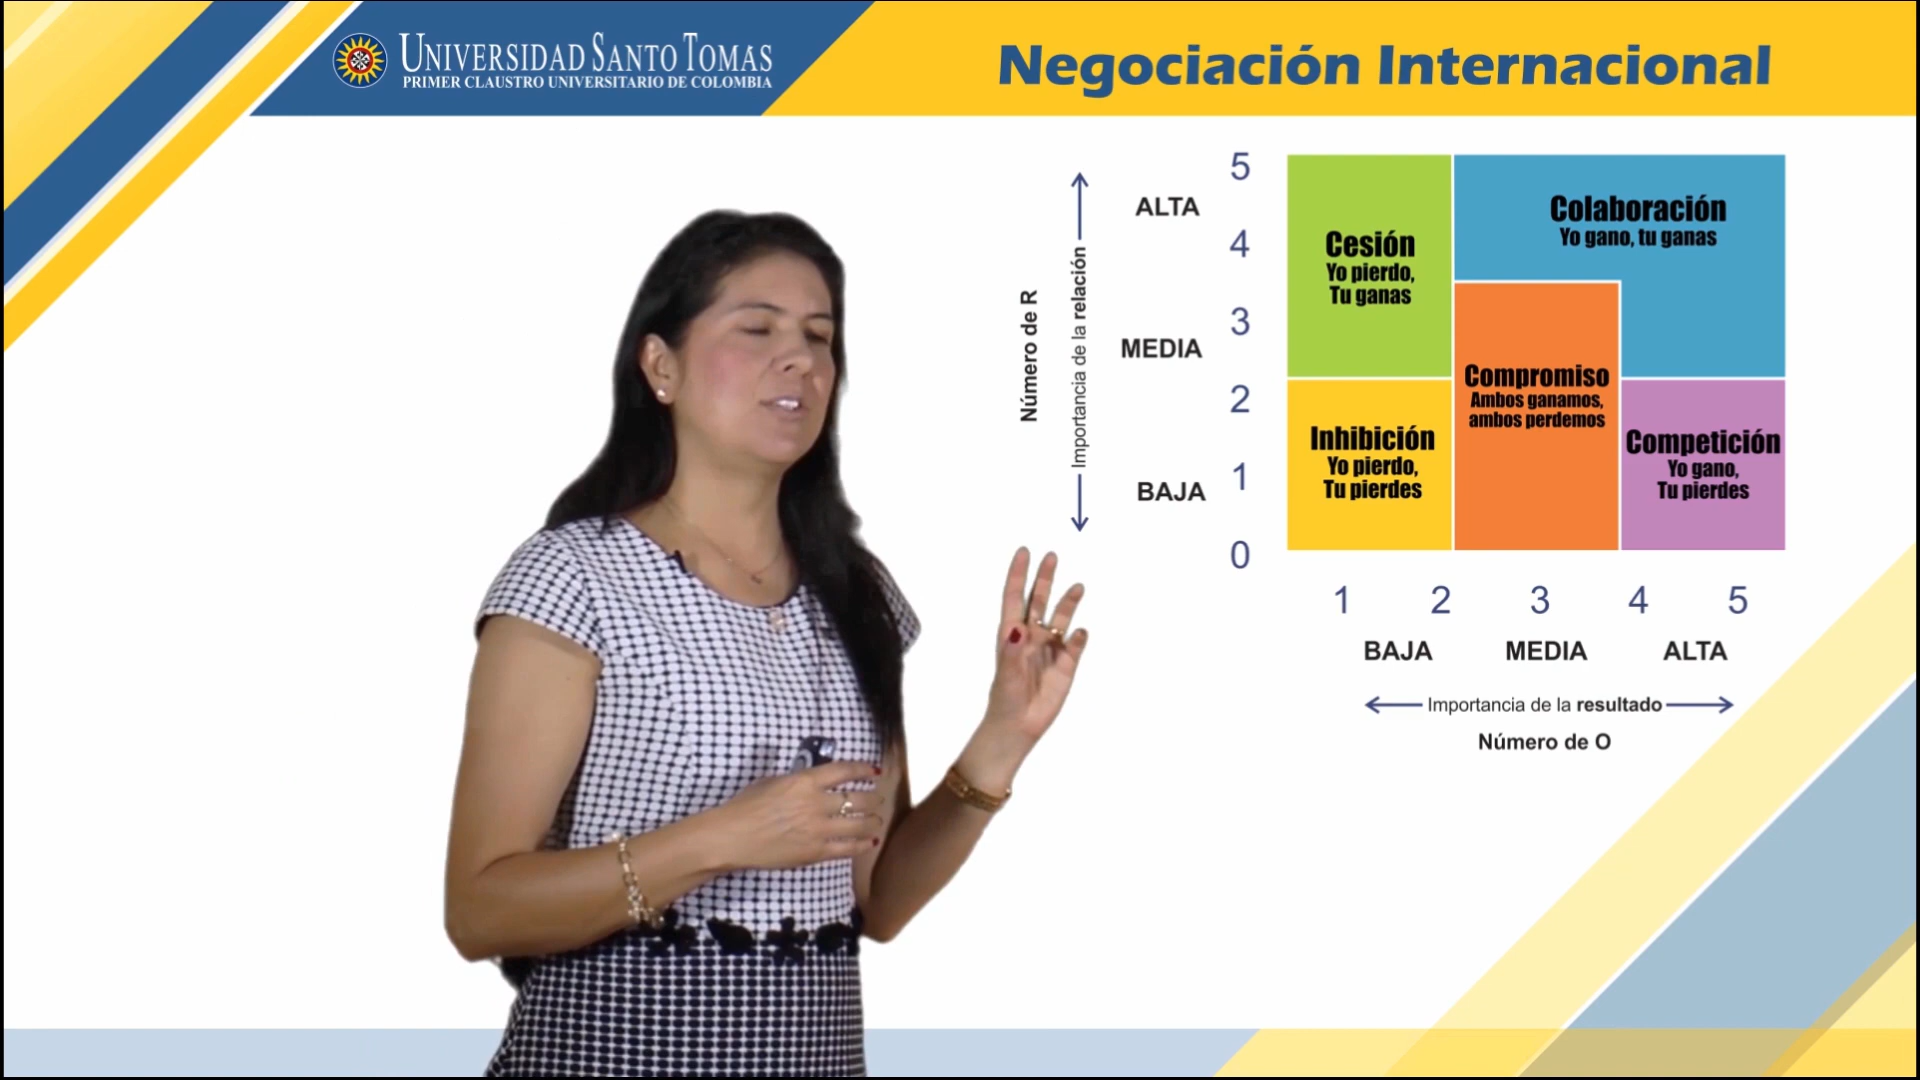 UNIVERSIDAD SANTO TOMAS
PRIMER CLAUSTRO UNIVERSITARIO DE COLOMBIA
Negociación Internacional
Número de R
Importancia de la relación
ALTA
MEDIA
BAJA
5
4
3
2
1
0
Cesión
Yo pierdo,
Tu ganas
Colaboración
Yo gano, tu ganas
Compromiso
Ambos ganamos,
ambos perdemos
Inhibición
Yo pierdo,
Tu pierdes
Competición
Yo gano,
Tu pierdes
1 2 3 4 5
BAJA MEDIA ALTA
Importancia de la resultado
Número de O